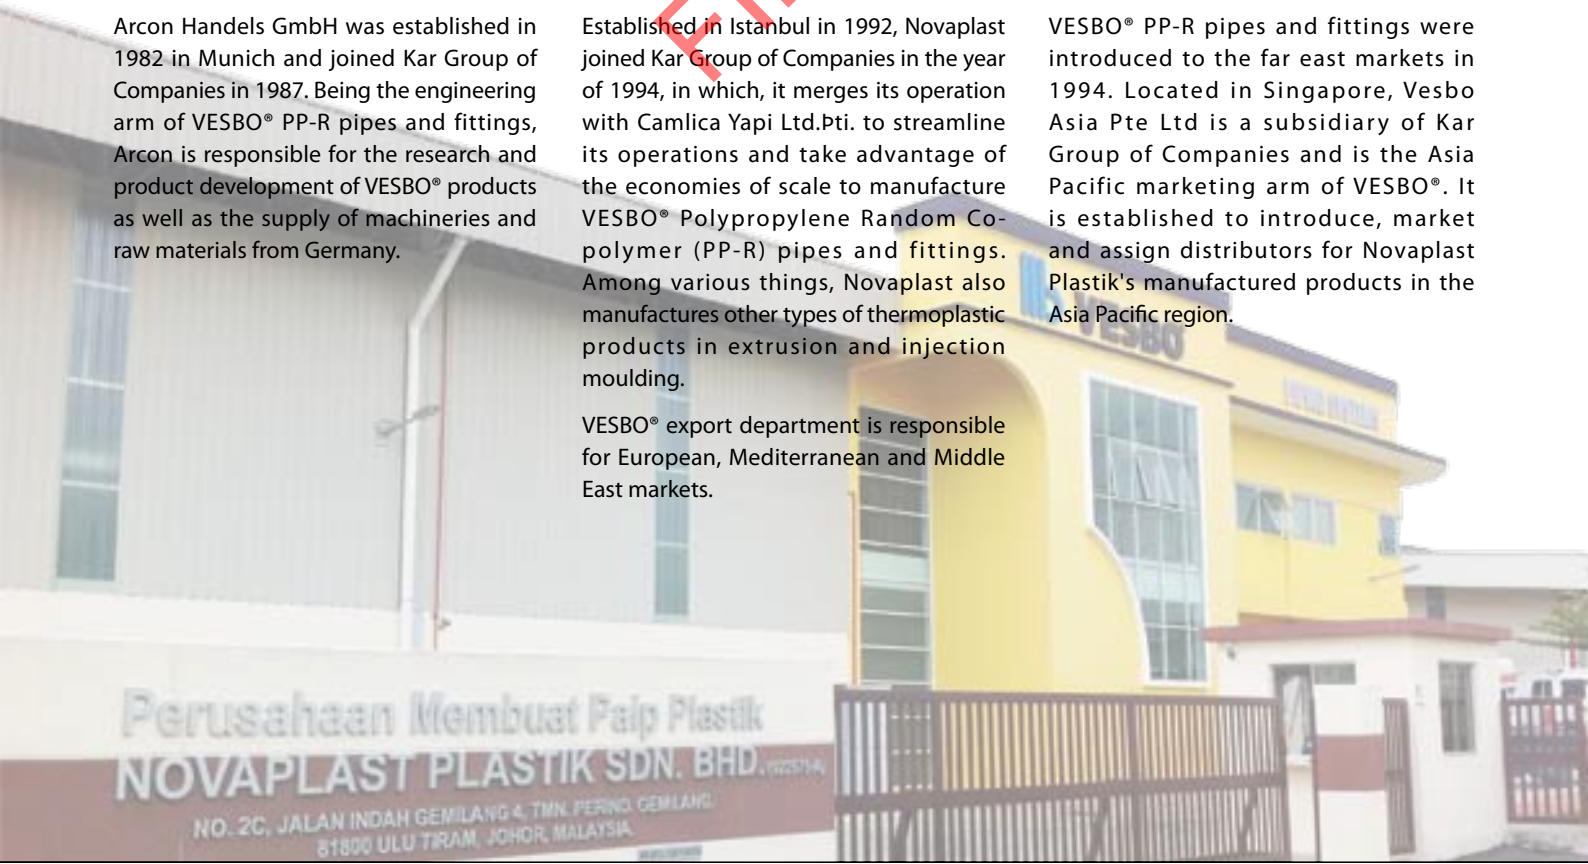 Arcon Handels GmbH was established in
1982 in Munich and joined Kar Group of
Companies in 1987. Being the engineering
arm of VESBO® PP-R pipes and fittings,
Arcon is responsible for the research and
product development of VESBO® products
as well as the supply of machineries and
raw materials from Germany.
Established in Istanbul in 1992, Novaplast
joined Kar Group of Companies in the year
of 1994, in which, it merges its operation
with Camlica Yapi Ltd.Þti. to streamline
its operations and take advantage of
the economies of scale to manufacture
VESBO® Polypropylene Random Co-
polymer (PP-R) pipes and fittings.
Among various things, Novaplast also
manufactures other types of thermoplastic
products in extrusion and injection
moulding.
VESBO® export department is responsible
for European, Mediterranean and Middle
East markets.
VESBO® PP-R pipes and fittings were
introduced to the far east markets in
1994. Located in Singapore, Vesbo
Asia Pte Ltd is a subsidiary of Kar
Group of Companies and is the Asia
Pacific marketing arm of VESBO®. It
is established to introduce, market
and assign distributors for Novaplast
Plastik's manufactured products in the
Asia Pacific region.
VESBO
Perusahaan Membuat Paip Plastik
NOVAPLAST PLASTIK SDN. BHD.
NO. 2C, JALAN INDAH GEMILANG 4, TMN. PERIND. GEMILANG,
81800 ULU TIRAM, JOHOR, MALAYSIA.